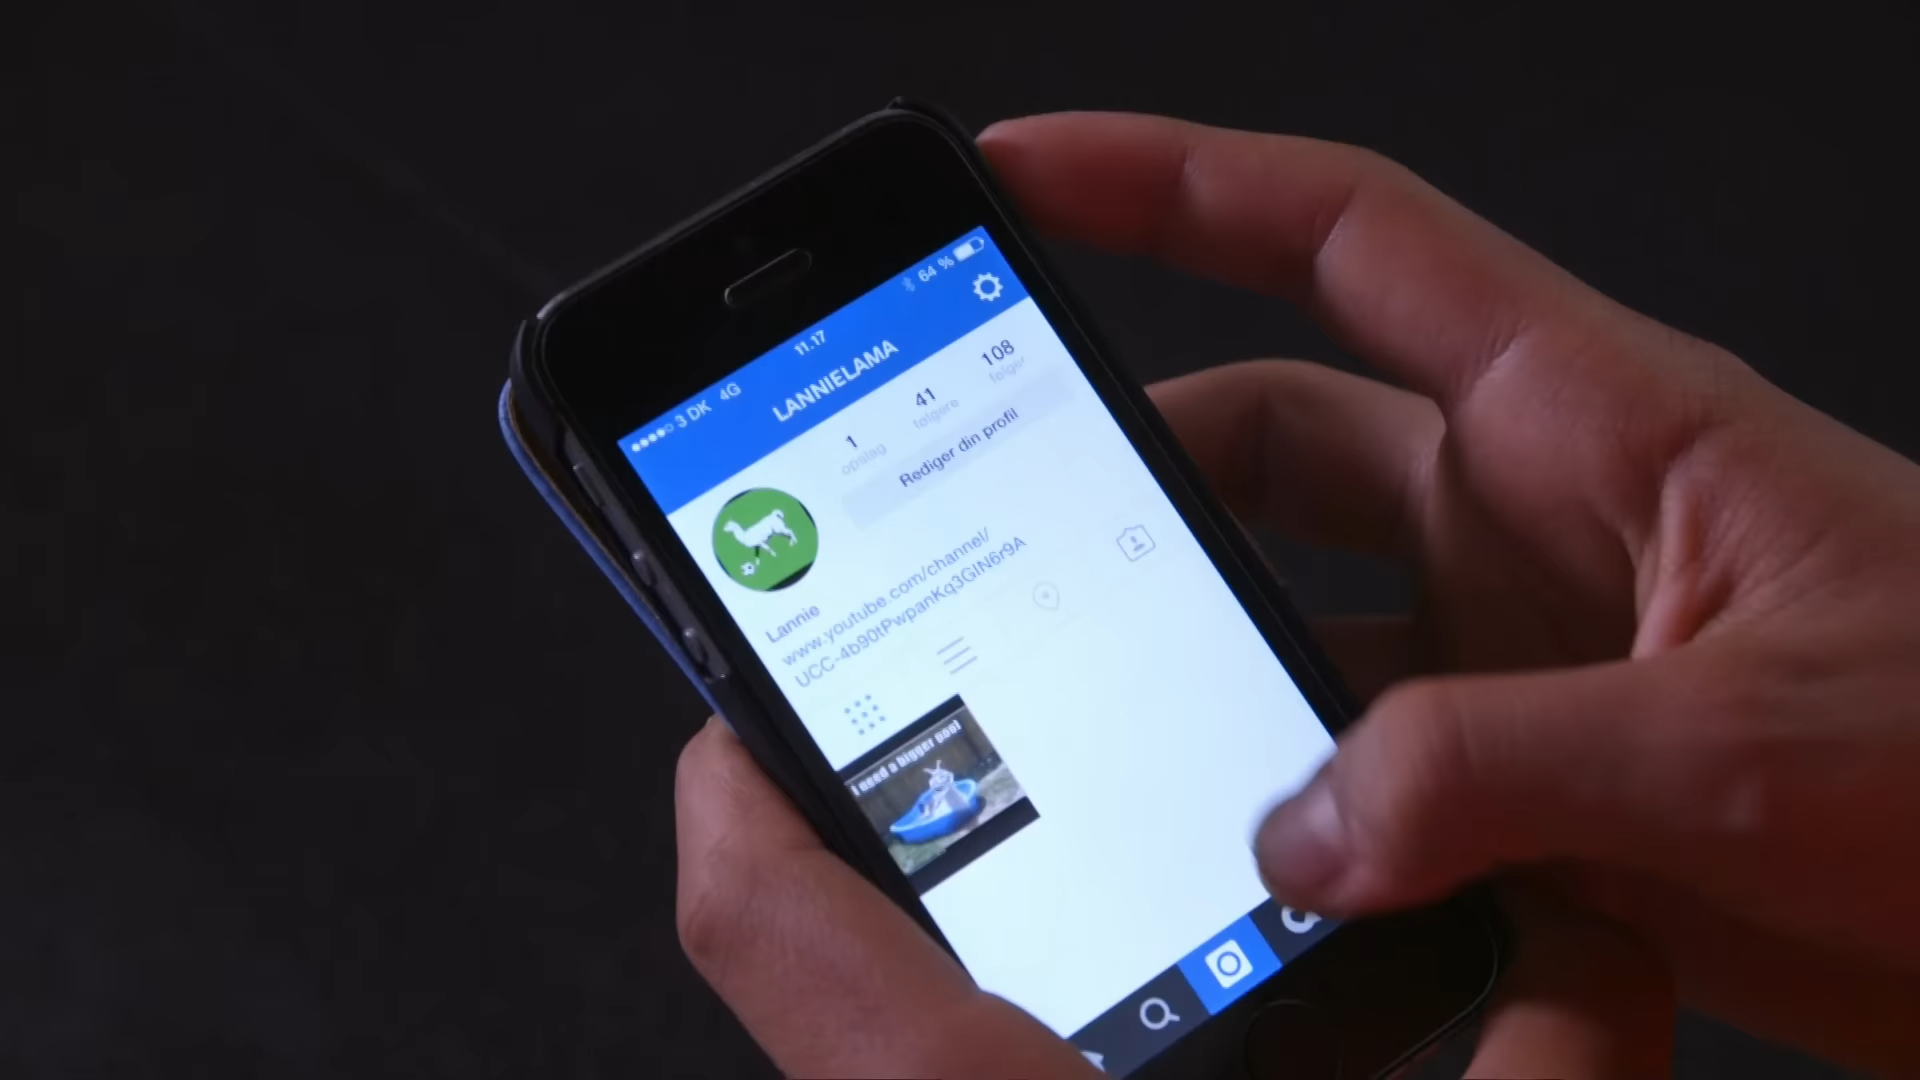 3 DK 4G 11.17 64 %
LANNIELAMA
1 41 108
opslag følgere følger
Rediger din profil
Lannie
www.youtube.com/channel/
UCC-4b90tPwpanKq3GIN6r9A
I need a bigger pool